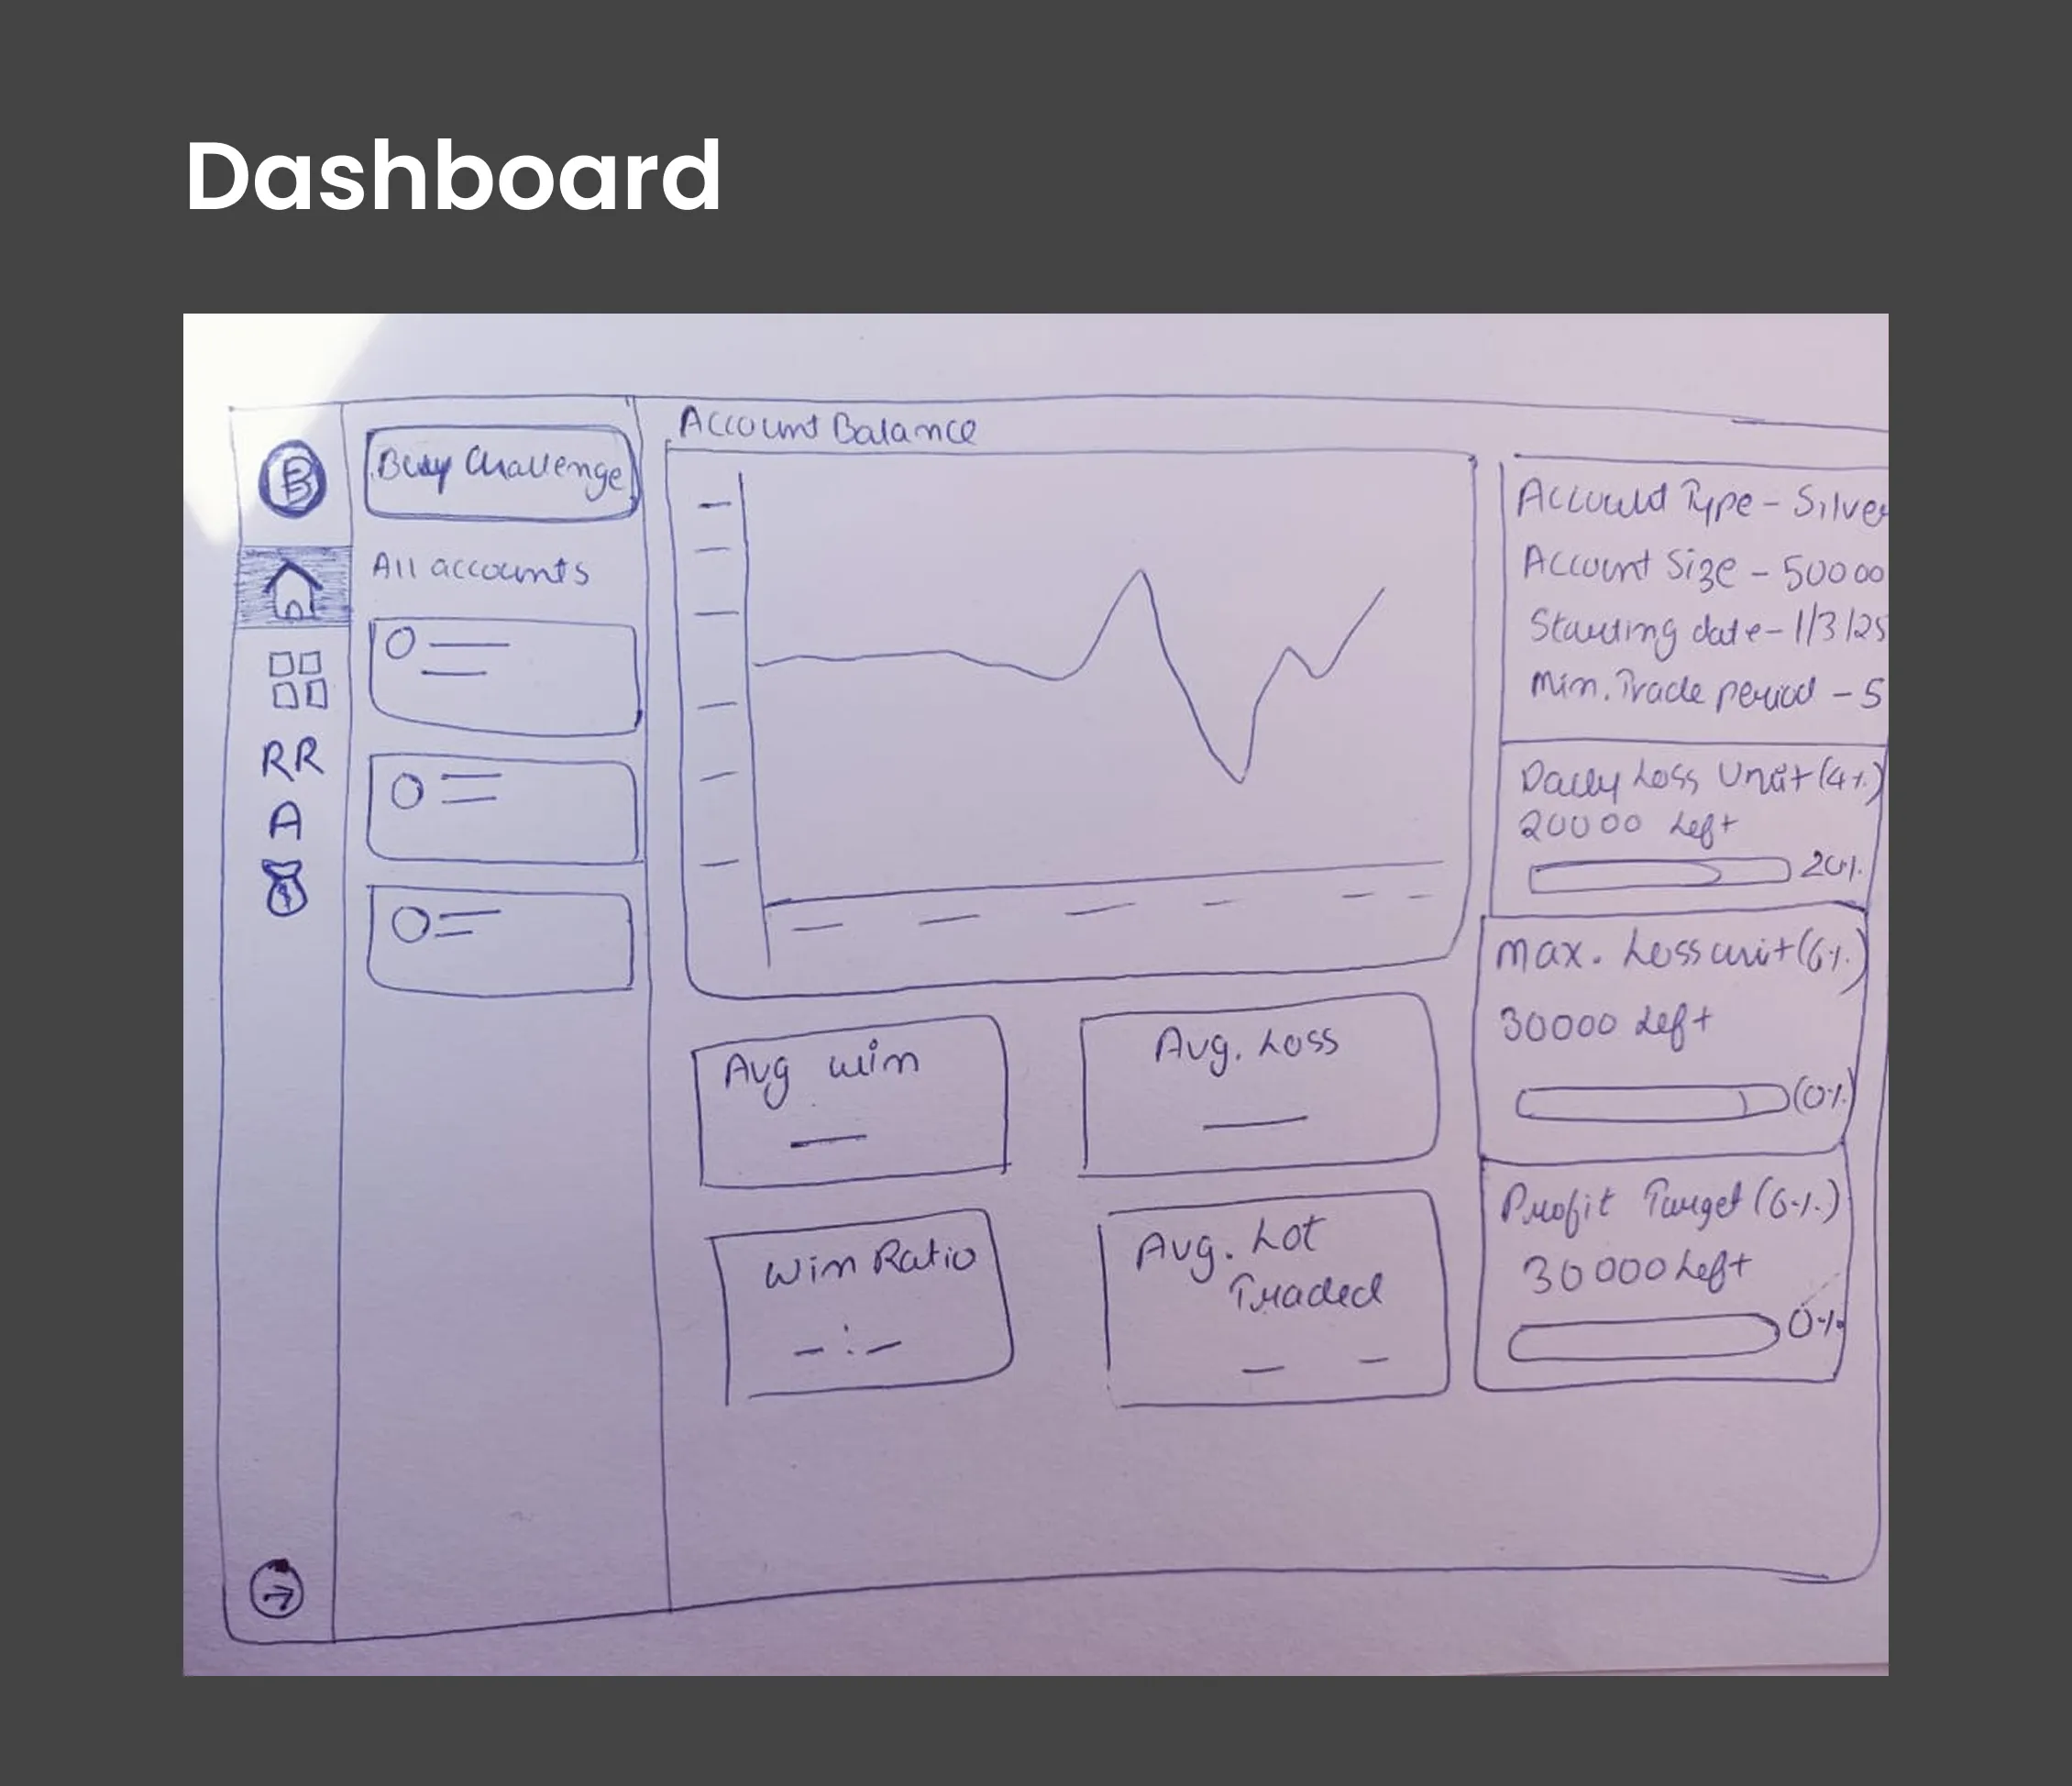 Dashboard
B
Buy Challenge
All accounts
RR
A
$
Account Balance
Avg win
Avg. Loss
Win Ratio
- : -
Avg. Lot
Traded
Account Type - Silver
Account Size - 50000
Starting date - 1/3/25
Min. Trade period - 5
Daily Loss Unit (4%)
20000 Left
20%
Max. Loss unit (6%)
30000 Left
(0%)
Profit Target (6%)
30000 Left
0%